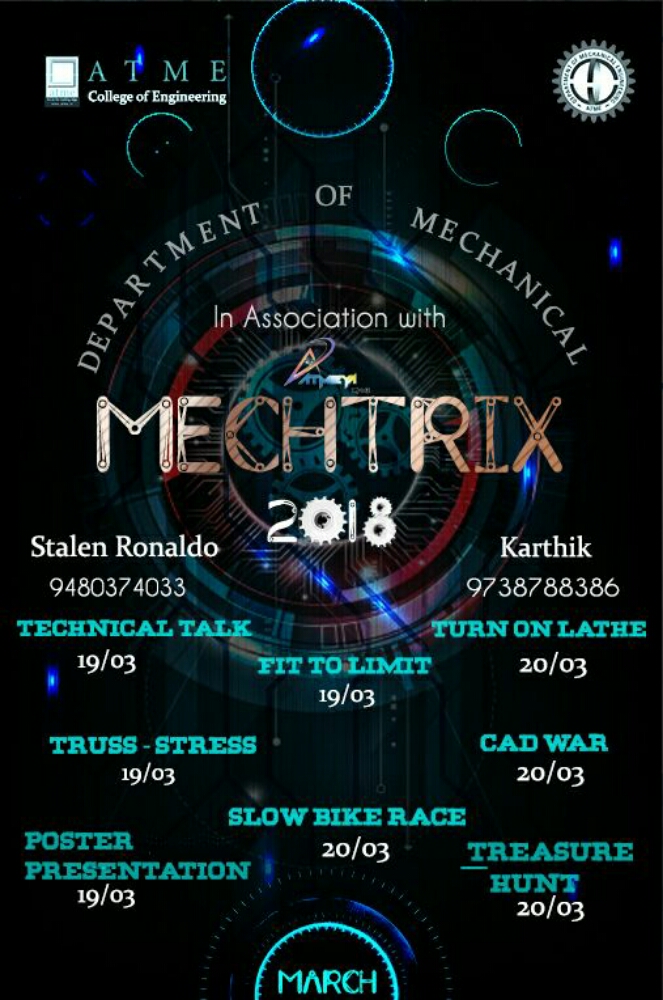 A T M E
College of Engineering
DEPARTMENT OF MECHANICAL
In Association with
MECHTRIX
2018
Stalen Ronaldo
9480374033
Karthik
9738788386
TECHNICAL TALK
19/03
TURN ON LATHE
20/03
FIT TO LIMIT
19/03
TRUSS - STRESS
19/03
CAD WAR
20/03
SLOW BIKE RACE
20/03
POSTER
PRESENTATION
19/03
TREASURE
HUNT
20/03
MARCH